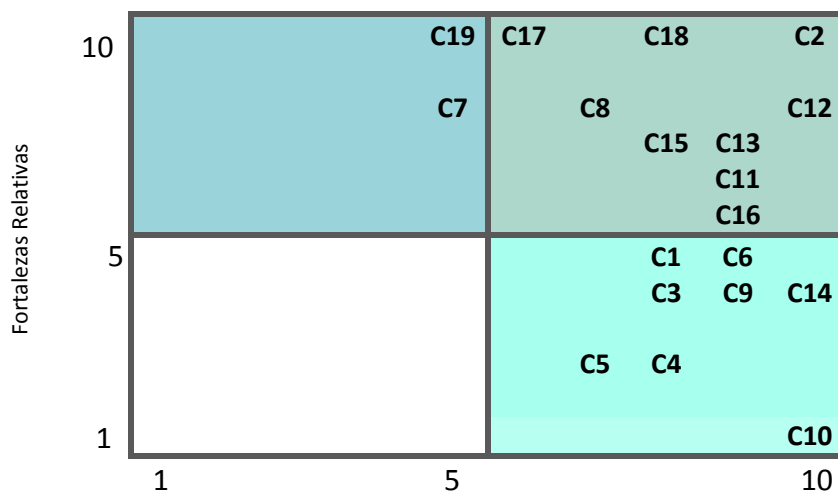 Fortalezas Relativas
10
C19 C17 C18 C2
C7 C8 C12
C15 C13
C11
C16
5
C1 C6
C3 C9 C14
C5 C4
1
C10
1 5 10